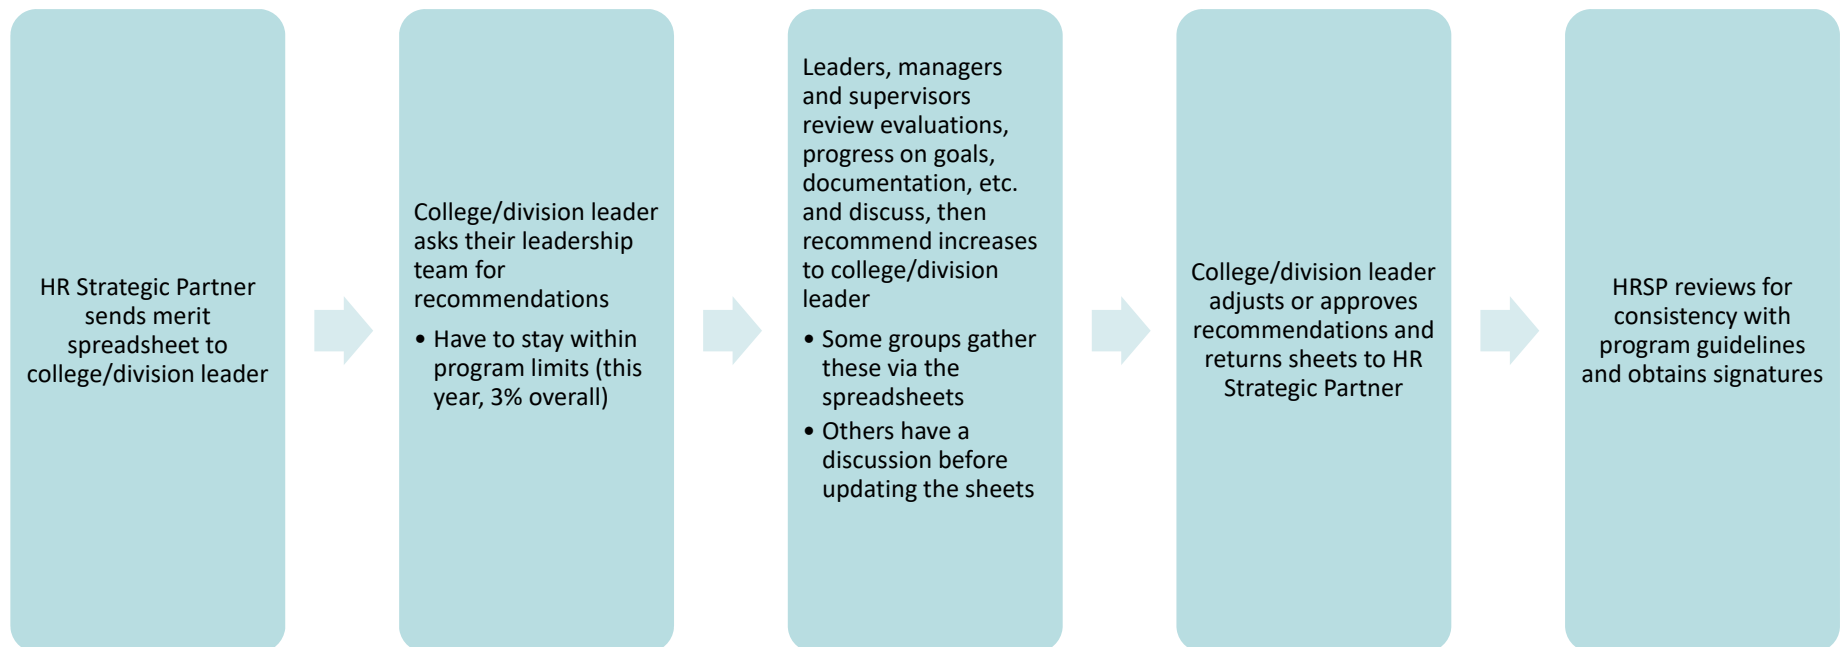 HR Strategic Partner
sends merit
spreadsheet to
college/division leader
College/division leader
asks their leadership
team for
recommendations
• Have to stay within
program limits (this
year, 3% overall)
Leaders, managers
and supervisors
review evaluations,
progress on goals,
documentation, etc.
and discuss, then
recommend increases
to college/division
leader
• Some groups gather
these via the
spreadsheets
• Others have a
discussion before
updating the sheets
College/division leader
adjusts or approves
recommendations and
returns sheets to HR
Strategic Partner
HRSP reviews for
consistency with
program guidelines
and obtains signatures